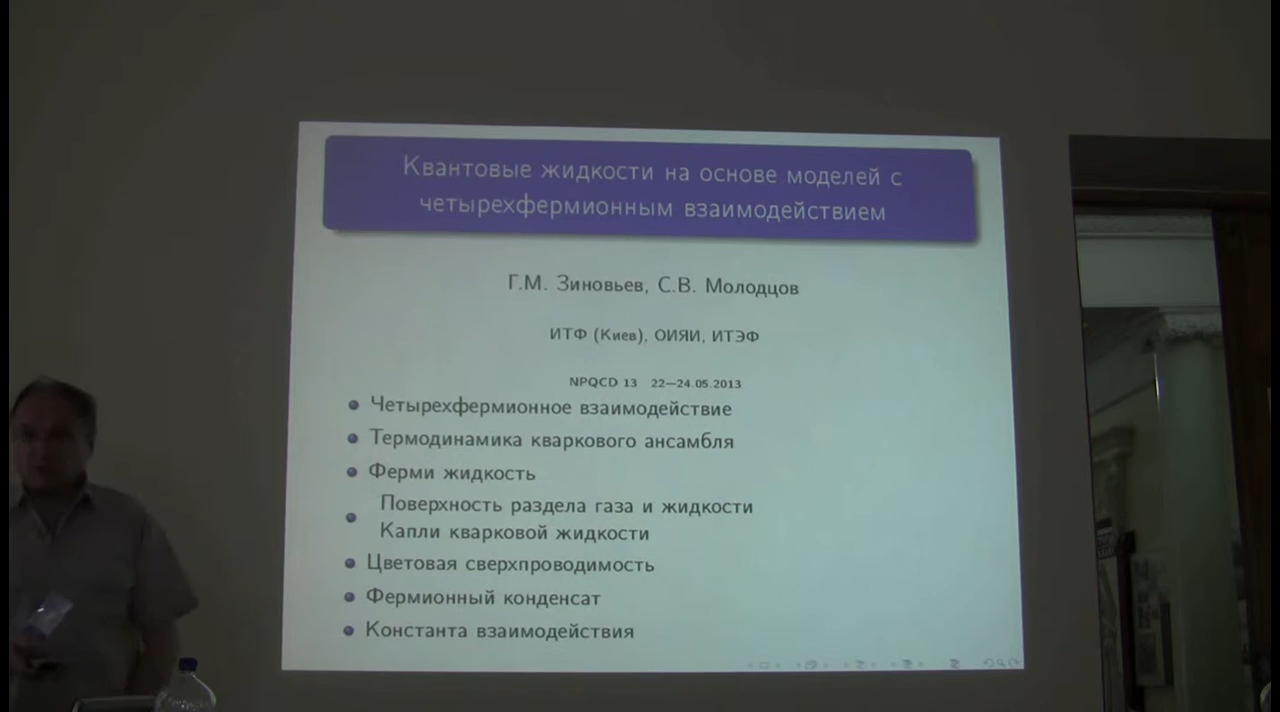 Квантовые жидкости на основе моделей с
четырехфермионным взаимодействием
Г.М. Зиновьев, С.В. Молодцов
ИТФ (Киев), ОИЯИ, ИТЭФ
NPQCD 13 22—24.05.2013
Четырехфермионное взаимодействие
Термодинамика кваркового ансамбля
Ферми жидкость
Поверхность раздела газа и жидкости
Капли кварковой жидкости
Цветовая сверхпроводимость
Фермионный конденсат
Константа взаимодействия